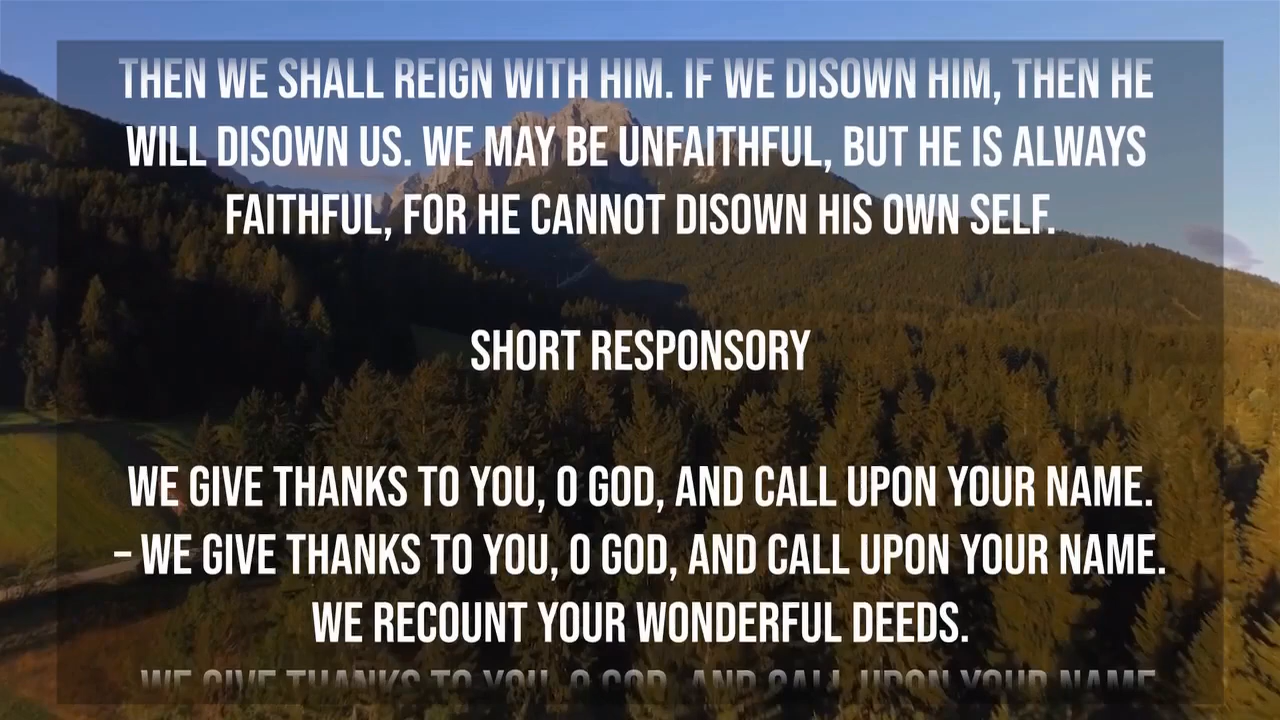 THEN WE SHALL REIGN WITH HIM. IF WE DISOWN HIM, THEN HE
WILL DISOWN US. WE MAY BE UNFAITHFUL, BUT HE IS ALWAYS
FAITHFUL, FOR HE CANNOT DISOWN HIS OWN SELF.
SHORT RESPONSORY
WE GIVE THANKS TO YOU, O GOD, AND CALL UPON YOUR NAME.
– WE GIVE THANKS TO YOU, O GOD, AND CALL UPON YOUR NAME.
WE RECOUNT YOUR WONDERFUL DEEDS.
WE GIVE THANKS TO YOU, O GOD, AND CALL UPON YOUR NAME